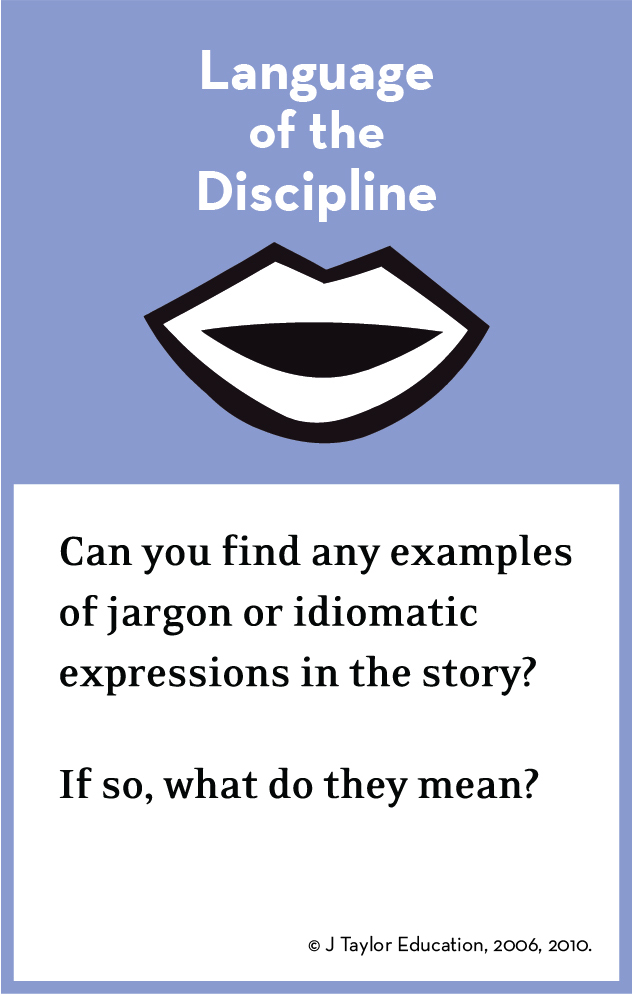 Language
of the
Discipline
Can you find any examples
of jargon or idiomatic
expressions in the story?
If so, what do they mean?
© J Taylor Education, 2006, 2010.